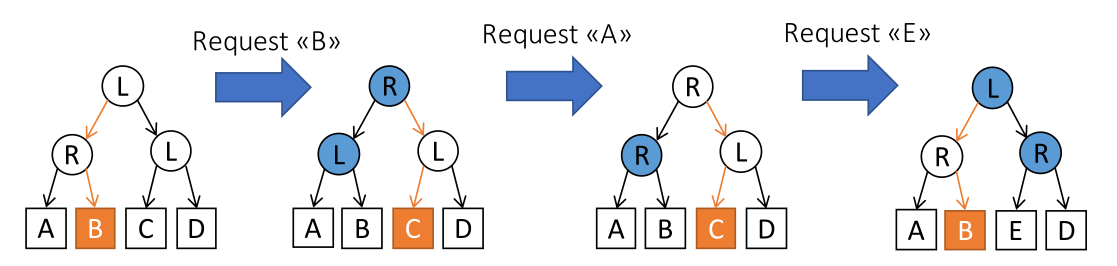 Request «B»
Request «A»
Request «E»
L
R
R
L
R
L
L
L
R
L
R
R
A B C D
A B C D
A B C D
A B E D